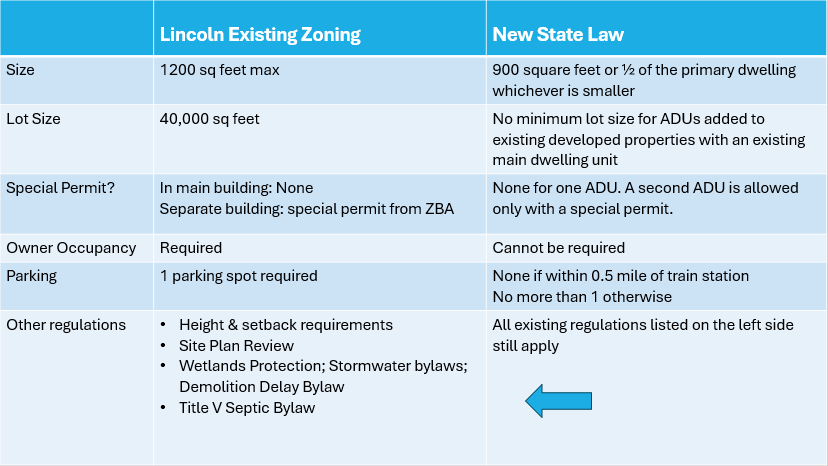 Lincoln Existing Zoning
New State Law
Size
1200 sq feet max
900 square feet or ½ of the primary dwelling
whichever is smaller
Lot Size
40,000 sq feet
No minimum lot size for ADUs added to
existing developed properties with an existing
main dwelling unit
Special Permit?
In main building: None
Separate building: special permit from ZBA
None for one ADU. A second ADU is allowed
only with a special permit.
Owner Occupancy
Required
Cannot be required
Parking
1 parking spot required
None if within 0.5 mile of train station
No more than 1 otherwise
Other regulations
• Height & setback requirements
• Site Plan Review
• Wetlands Protection; Stormwater bylaws;
Demolition Delay Bylaw
• Title V Septic Bylaw
All existing regulations listed on the left side
still apply